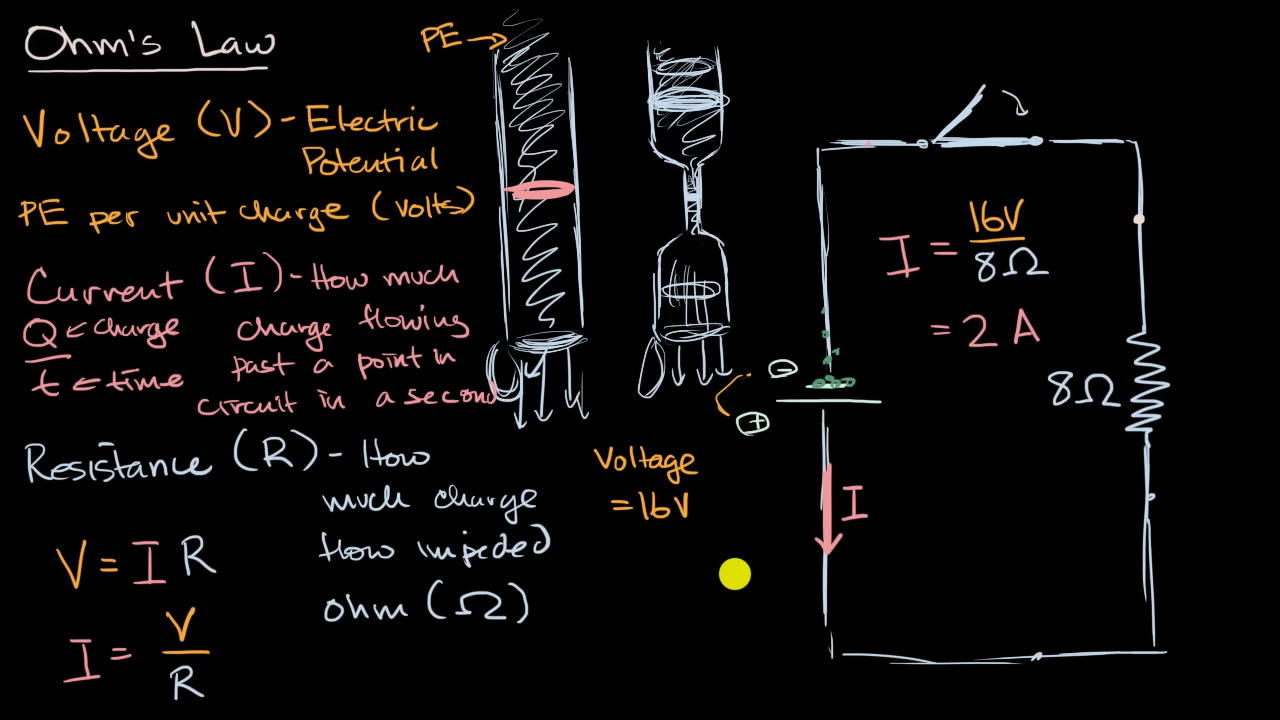 Ohm's Law
PE →
Voltage (V) - Electric
Potential
PE per unit charge (volts)
Current (I) - How much
Q ← charge
t ← time
charge flowing
past a point in
circuit in a second
Resistance (R) - How
much charge
flow impeded
ohm (Ω)
V = I R
I = V
R
Voltage
= 16V
I = 16V
8Ω
= 2 A
8Ω
-
+
I